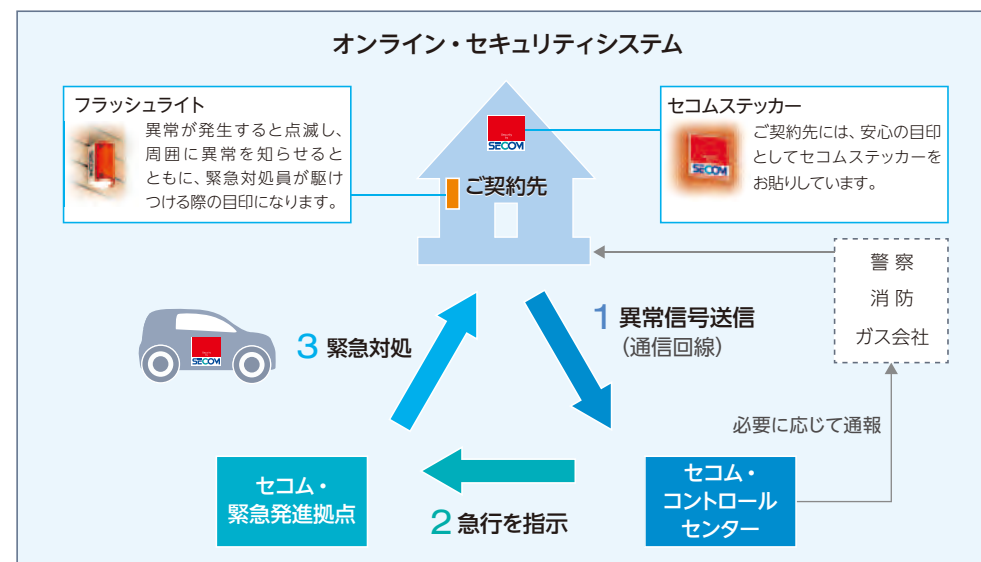 オンライン・セキュリティシステム
フラッシュライト
異常が発生すると点滅し、
周囲に異常を知らせると
ともに、緊急対処員が駆け
つける際の目印になります。
SECOM
ご契約先
セコムステッカー
SECOM
ご契約先には、安心の目印
としてセコムステッカーを
お貼りしています。
警察
消防
ガス会社
1 異常信号送信
（通信回線）
SECOM
3 緊急対処
必要に応じて通報
セコム・
緊急発進拠点
2 急行を指示
セコム・
コントロール
センター